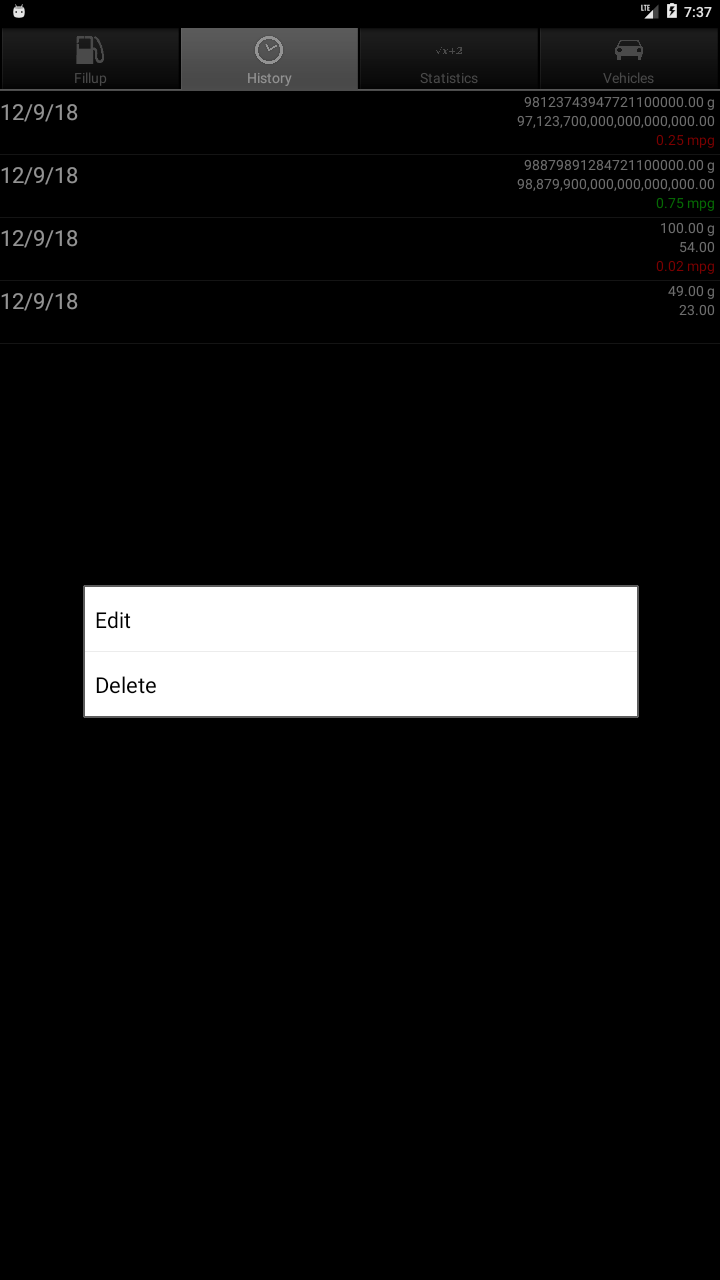 LTE 7:37
Fillup
History
√x+2
Statistics
Vehicles
12/9/18
98123743947721100000.00 g
97,123,700,000,000,000,000.00
0.25 mpg
12/9/18
98879891284721100000.00 g
98,879,900,000,000,000,000.00
0.75 mpg
12/9/18
100.00 g
54.00
0.02 mpg
12/9/18
49.00 g
23.00
Edit
Delete